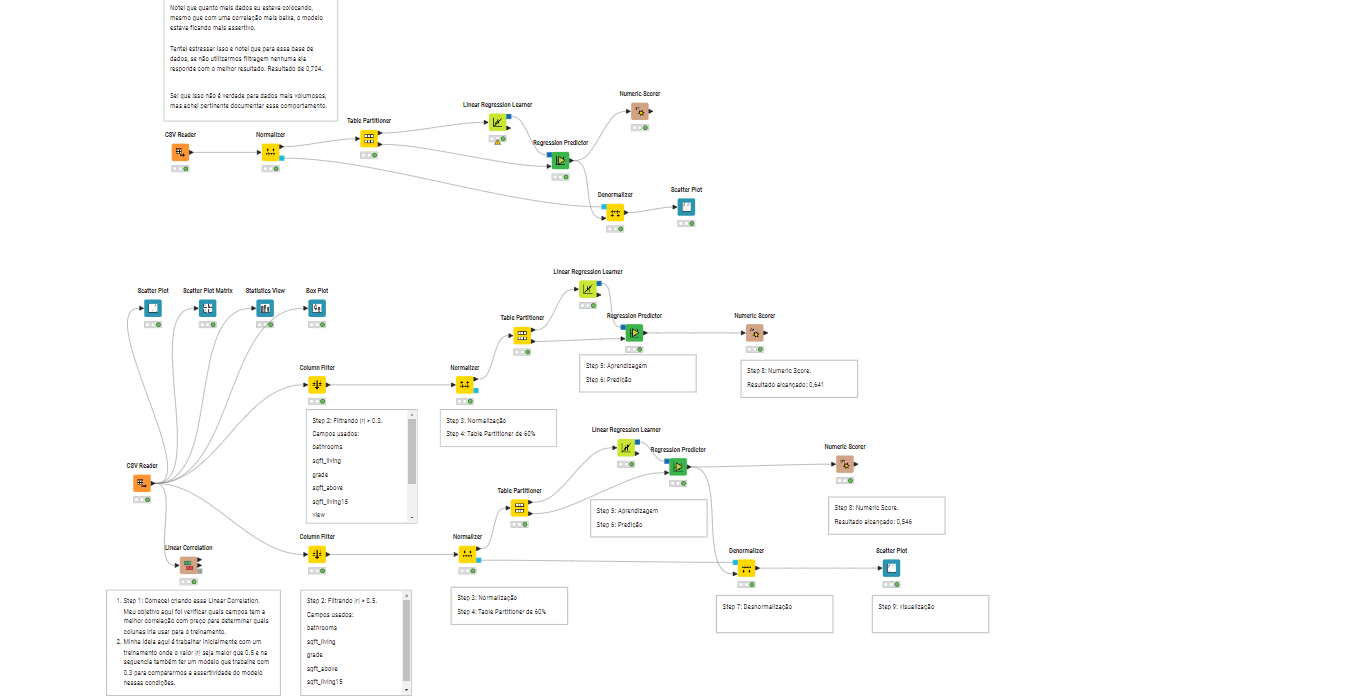 Notei que quanto mais dados eu estava colocando,
mesmo que com uma correlação mais baixa, o modelo
estava ficando mais assertivo.
Tentei estressar isso e notei que para essa base de
dados, se não utilizarmos filtragem nenhuma ela
responde com o melhor resultado. Resultado de 0,704.
Sei que isso não é verdade para dados mais volumosos,
mas achei pertinente documentar esse comportamento.
Numeric Scorer
Linear Regression Learner
Table Partitioner
CSV Reader
Normalizer
Regression Predictor
Denormalizer
Scatter Plot
Linear Regression Learner
Scatter Plot
Scatter Plot Matrix
Statistics View
Box Plot
Table Partitioner
Regression Predictor
Numeric Scorer
Column Filter
Normalizer
Step 5: Aprendizagem
Step 6: Predição
Step 8: Numeric Score.
Resultado alcançado: 0,641
Step 2: Filtrando |r| > 0.3.
Campos usados:
bathrooms
sqft_living
grade
sqft_above
sqft_living15
view
Step 3: Normalização
Step 4: Table Partitioner de 60%
Linear Regression Learner
Regression Predictor
Numeric Scorer
CSV Reader
Table Partitioner
Step 5: Aprendizagem
Step 6: Predição
Step 8: Numeric Score.
Resultado alcançado: 0,546
Linear Correlation
Column Filter
Normalizer
Denormalizer
Scatter Plot
1. Step 1: Comecei criando essa Linear Correlation.
Meu objetivo aqui foi verificar quais campos tem a
melhor correlação com preço para determinar quais
colunas iria usar para o treinamento.
2. Minha ideia aqui é trabalhar inicialmente com um
treinamento onde o valor |r| seja maior que 0.5 e na
sequencia também ter um modelo que trabalhe com
0.3 para compararmos a assertividade do modelo
nessas condições.
Step 2: Filtrando |r| > 0.5.
Campos usados:
bathrooms
sqft_living
grade
sqft_above
sqft_living15
Step 3: Normalização
Step 4: Table Partitioner de 60%
Step 7: Desnormalização
Step 9: visualização